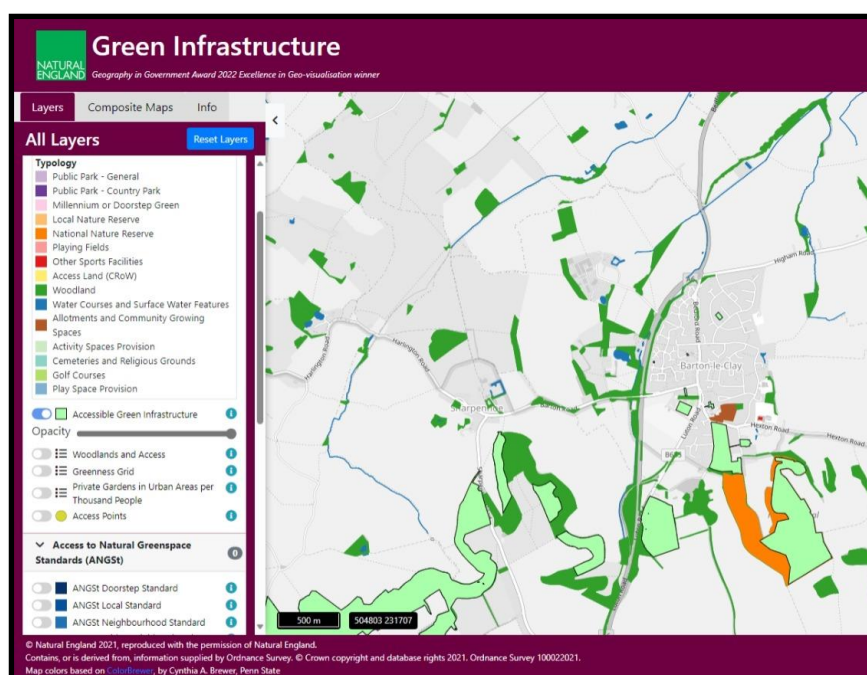 NATURAL
ENGLAND
Green Infrastructure
Geography in Government Award 2022 Excellence in Geo-visualisation winner
Layers
Composite Maps
Info
All Layers
Reset Layers
Typology
Public Park - General
Public Park - Country Park
Millennium or Doorstep Green
Local Nature Reserve
National Nature Reserve
Playing Fields
Other Sports Facilities
Access Land (CRoW)
Woodland
Water Courses and Surface Water Features
Allotments and Community Growing
Spaces
Activity Spaces Provision
Cemeteries and Religious Grounds
Golf Courses
Play Space Provision
Accessible Green Infrastructure
Opacity
Woodlands and Access
Greenness Grid
Private Gardens in Urban Areas per
Thousand People
Access Points
Access to Natural Greenspace
Standards (ANGSt)
0
ANGSt Doorstep Standard
ANGSt Local Standard
ANGSt Neighbourhood Standard
Higham Road
Bedford Road
Harlington Road
Harlington Road
Barton-le-Clay
Sharpenhoe
Barton Road
Luton Road
Hexton Road
Hexton Road
500 m
504803 231707
© Natural England 2021, reproduced with the permission of Natural England.
Contains, or is derived from, information supplied by Ordnance Survey. © Crown copyright and database rights 2021. Ordnance Survey 100022021.
Map colors based on ColorBrewer, by Cynthia A. Brewer, Penn State